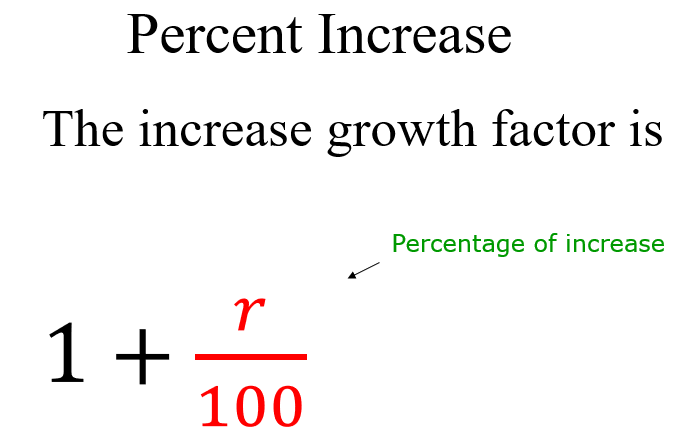 Percent Increase
The increase growth factor is
Percentage of increase
1 + r/100